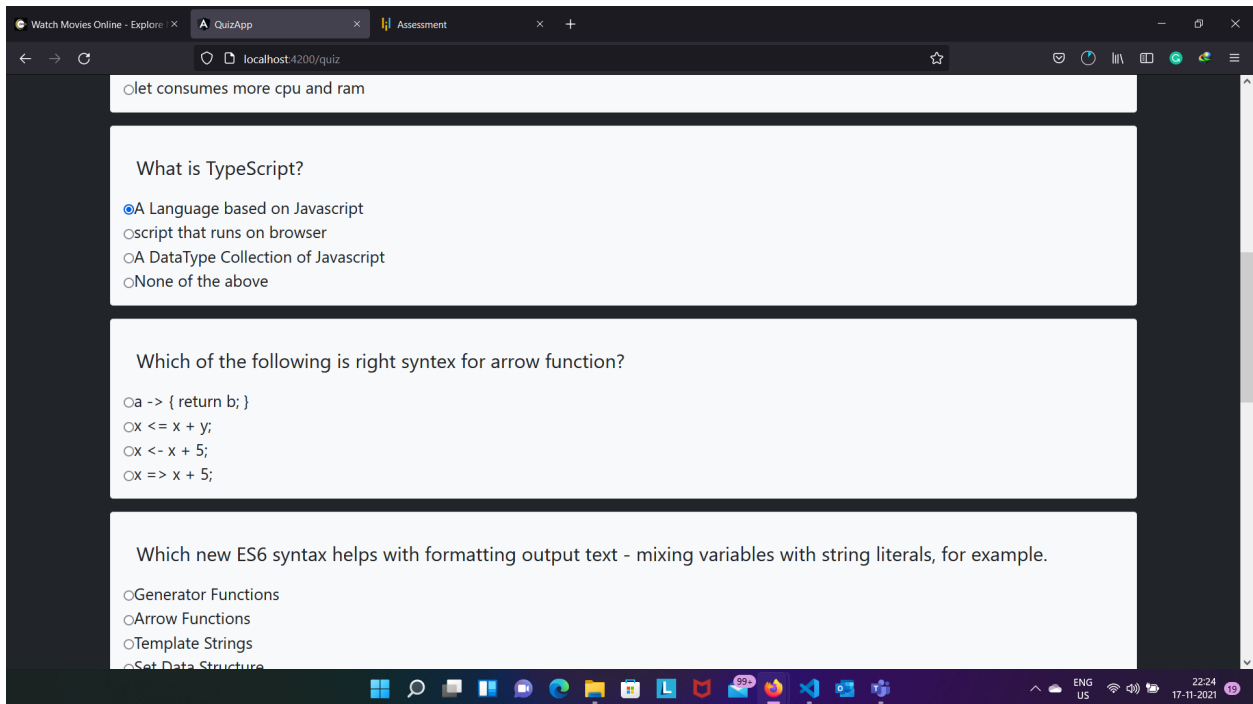 Watch Movies Online - Explore
QuizApp
Assessment
localhost:4200/quiz
let consumes more cpu and ram
What is TypeScript?
A Language based on Javascript
script that runs on browser
A DataType Collection of Javascript
None of the above
Which of the following is right syntex for arrow function?
a -> { return b; }
x <= x + y;
x <- x + 5;
x => x + 5;
Which new ES6 syntax helps with formatting output text - mixing variables with string literals, for example.
Generator Functions
Arrow Functions
Template Strings
Set Data Structure
L
99+
ENG
US
22:24
17-11-2021
19